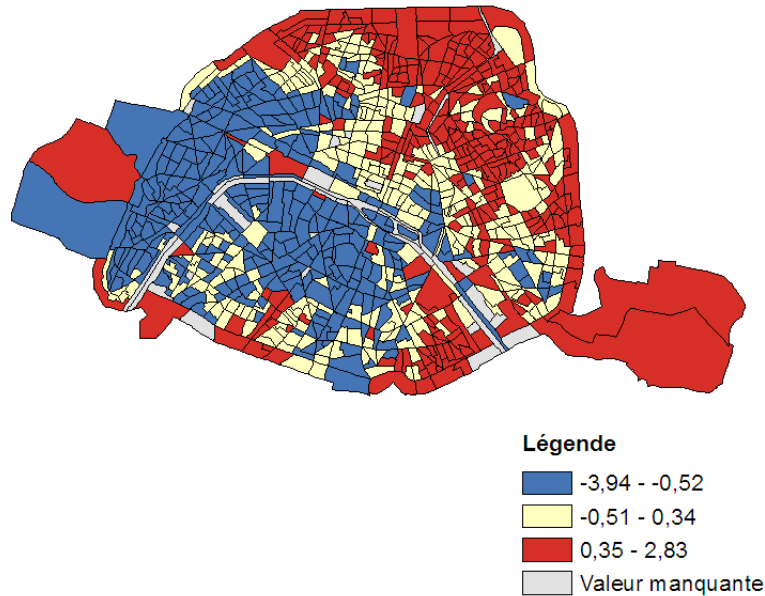 Légende
-3,94 - -0,52
-0,51 - 0,34
0,35 - 2,83
Valeur manquante